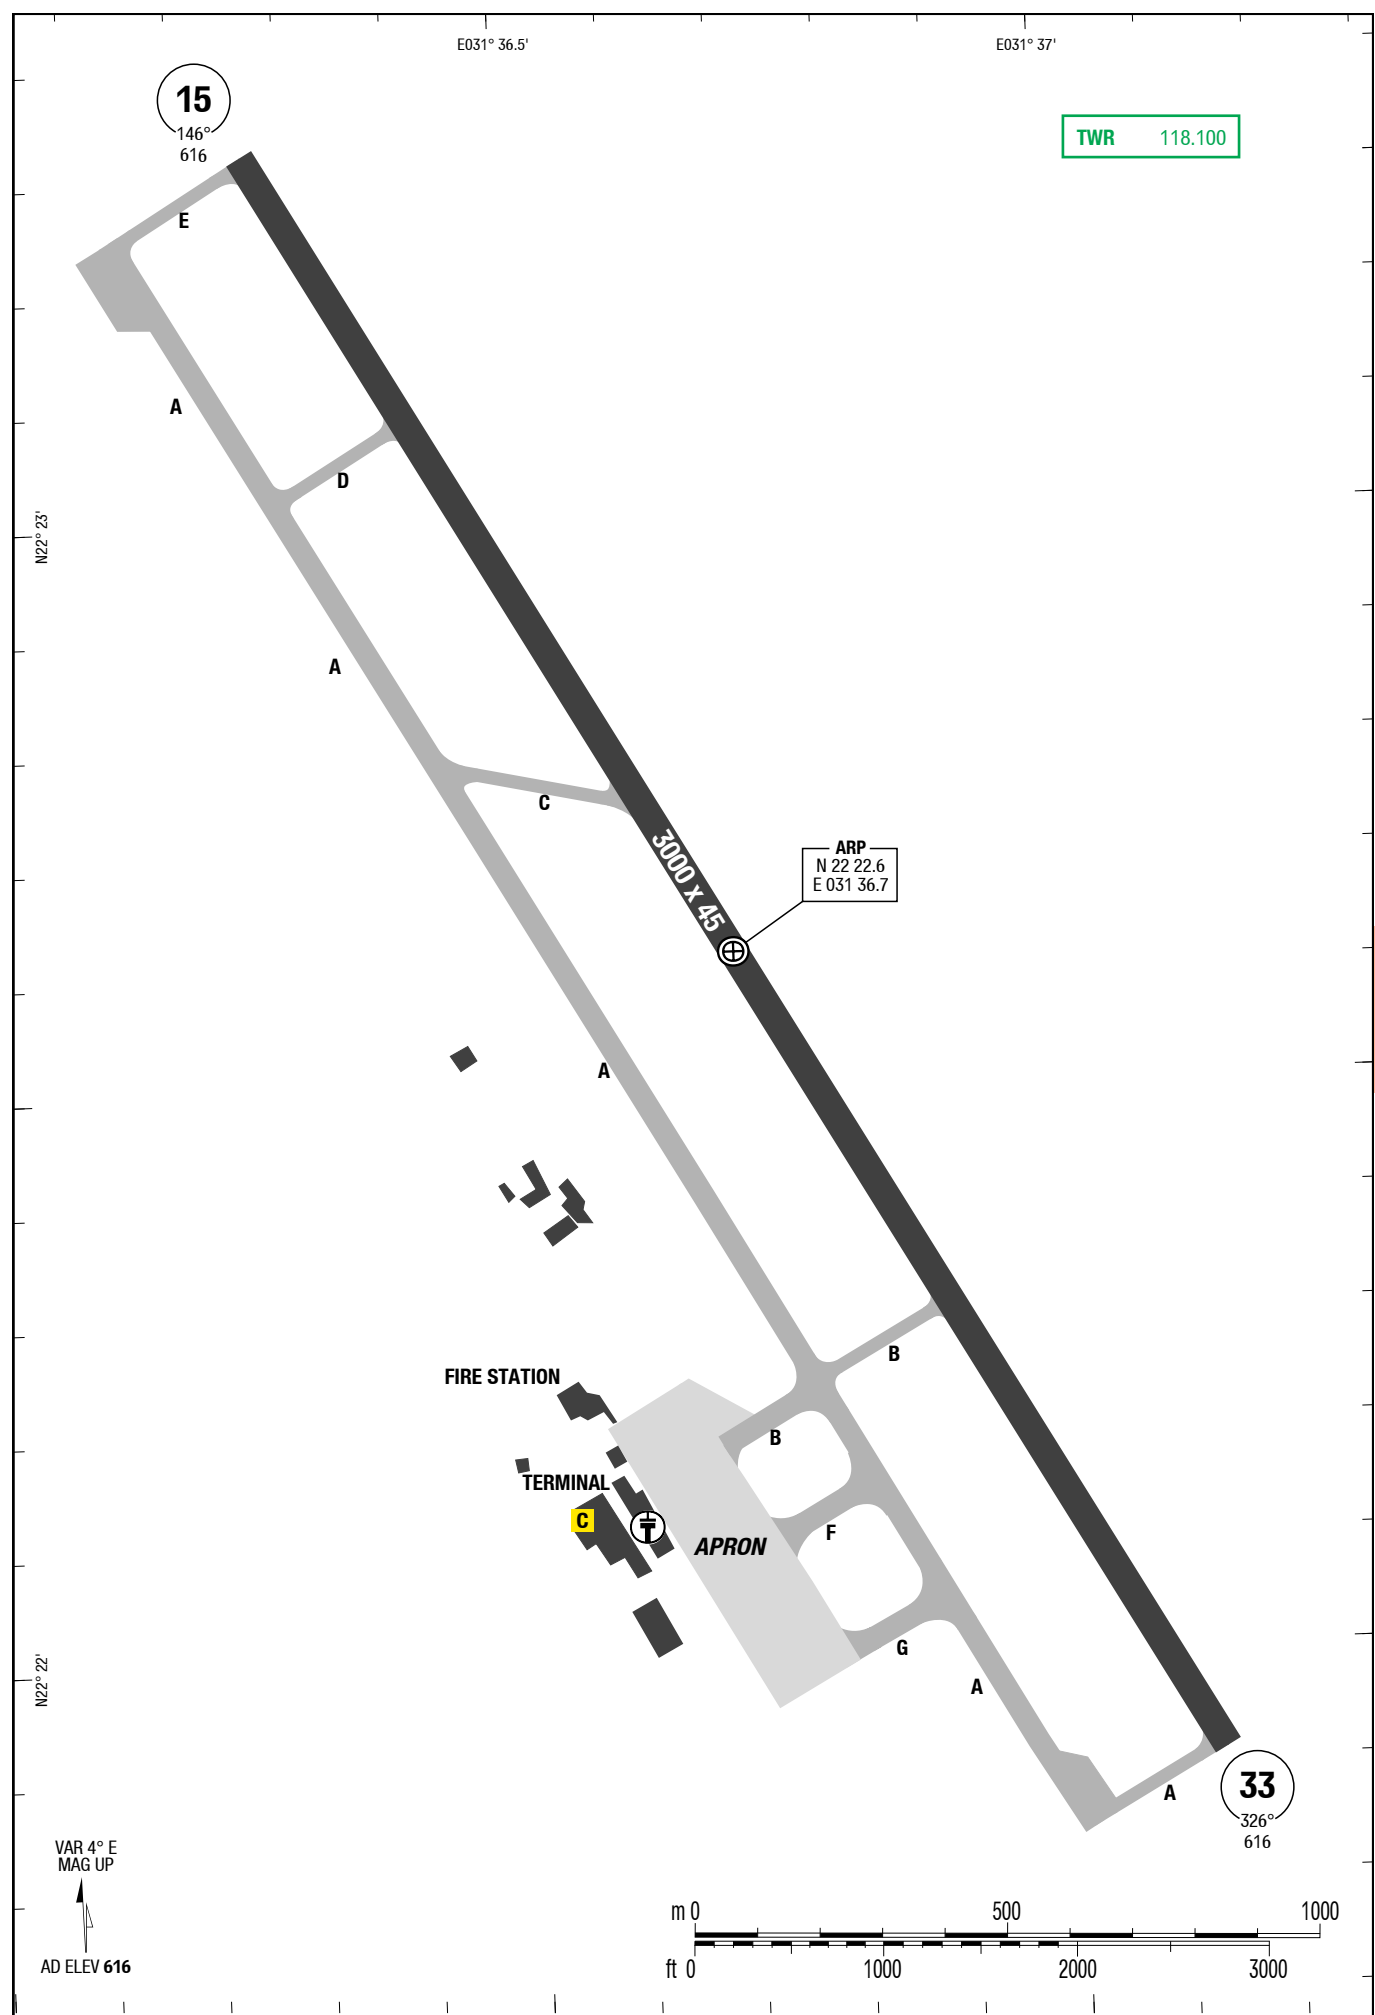 E031° 36.5'
E031° 37'
15
146°
616
TWR 118.100
E
A
D
N22° 23'
A
C
3000 x 45
ARP
N 22 22.6
E 031 36.7
A
B
FIRE STATION
B
TERMINAL
C
F
APRON
G
N22° 22'
A
33
A
326°
616
VAR 4° E
MAG UP
AD ELEV 616
m 0 500 1000
ft 0 1000 2000 3000